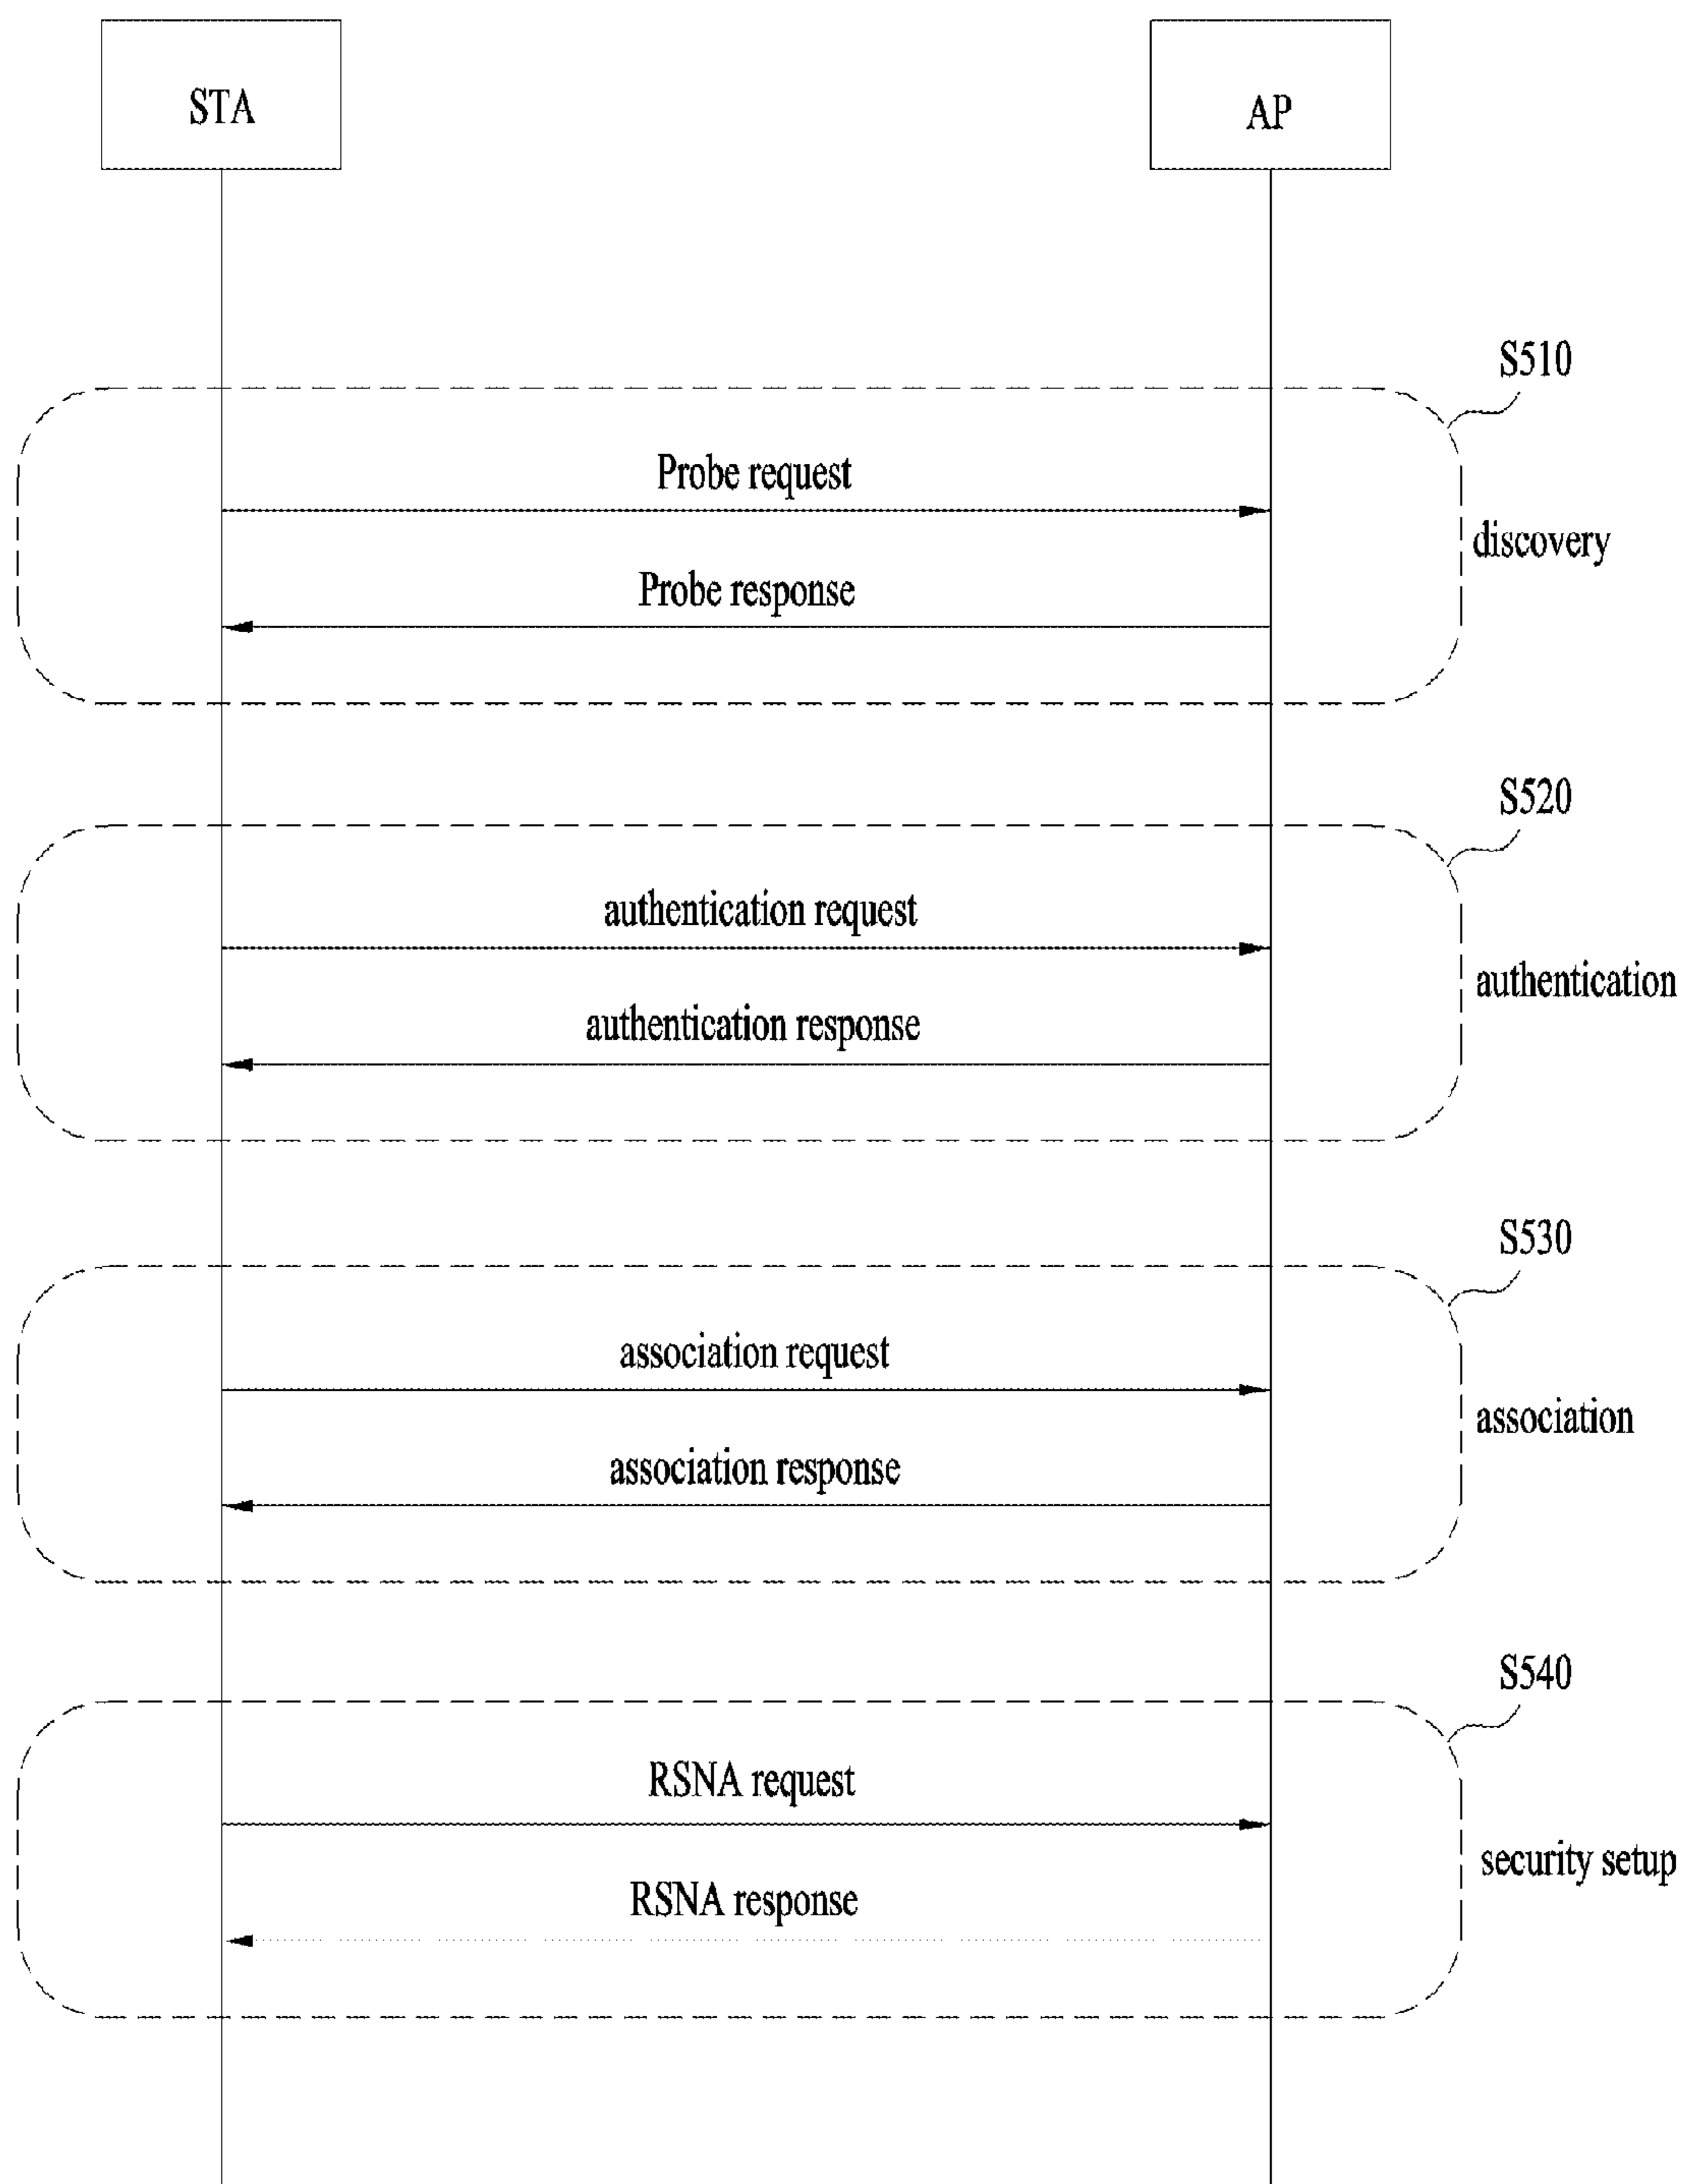 STA
AP
S510
Probe request
discovery
Probe response
S520
authentication request
authentication
authentication response
S530
association request
association
association response
S540
RSNA request
security setup
RSNA response